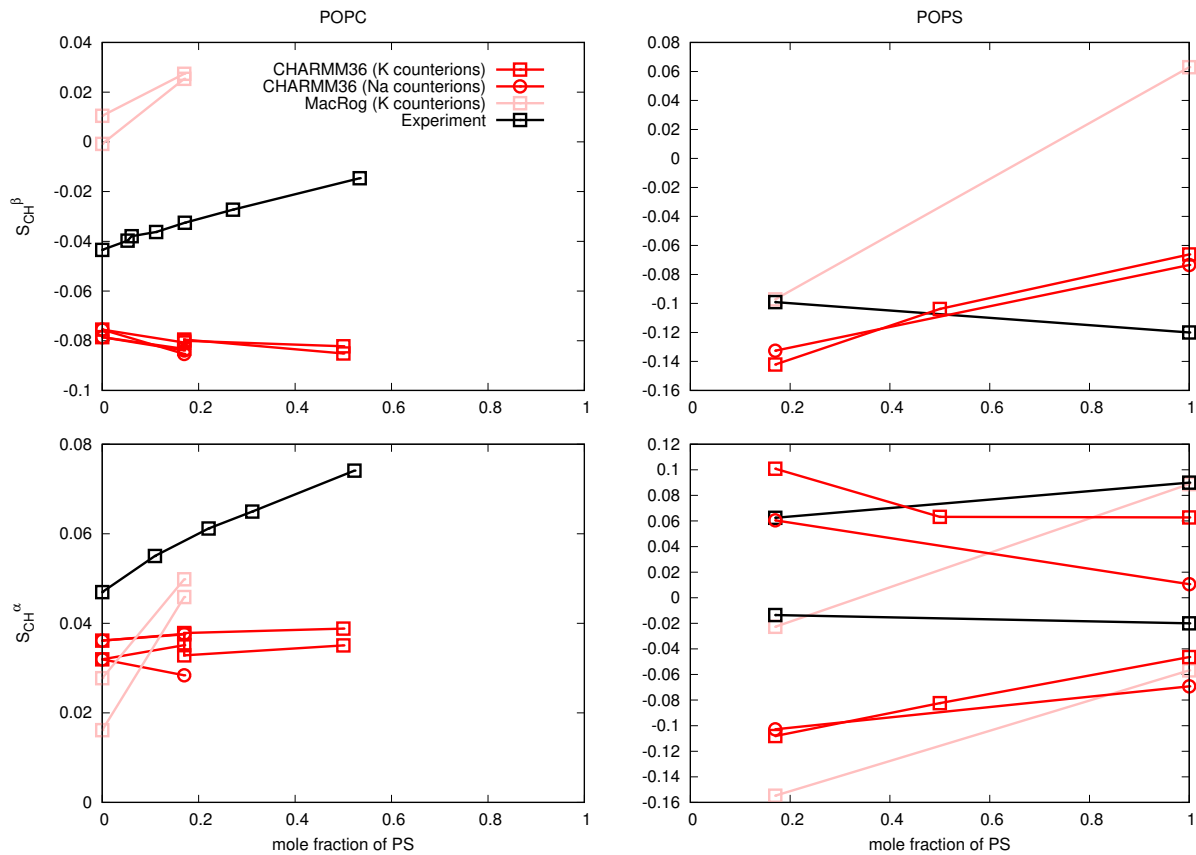 POPC
POPS
0.04
0.02
0
-0.02
-0.04
-0.06
-0.08
-0.1
S_CH^β
CHARMM36 (K counterions)
CHARMM36 (Na counterions)
MacRog (K counterions)
Experiment
0 0.2 0.4 0.6 0.8 1
0.08
0.06
0.04
0.02
0
-0.02
-0.04
-0.06
-0.08
-0.1
-0.12
-0.14
-0.16
0 0.2 0.4 0.6 0.8 1
0.08
0.06
0.04
0.02
0
S_CH^α
0 0.2 0.4 0.6 0.8 1
mole fraction of PS
0.12
0.1
0.08
0.06
0.04
0.02
0
-0.02
-0.04
-0.06
-0.08
-0.1
-0.12
-0.14
-0.16
0 0.2 0.4 0.6 0.8 1
mole fraction of PS